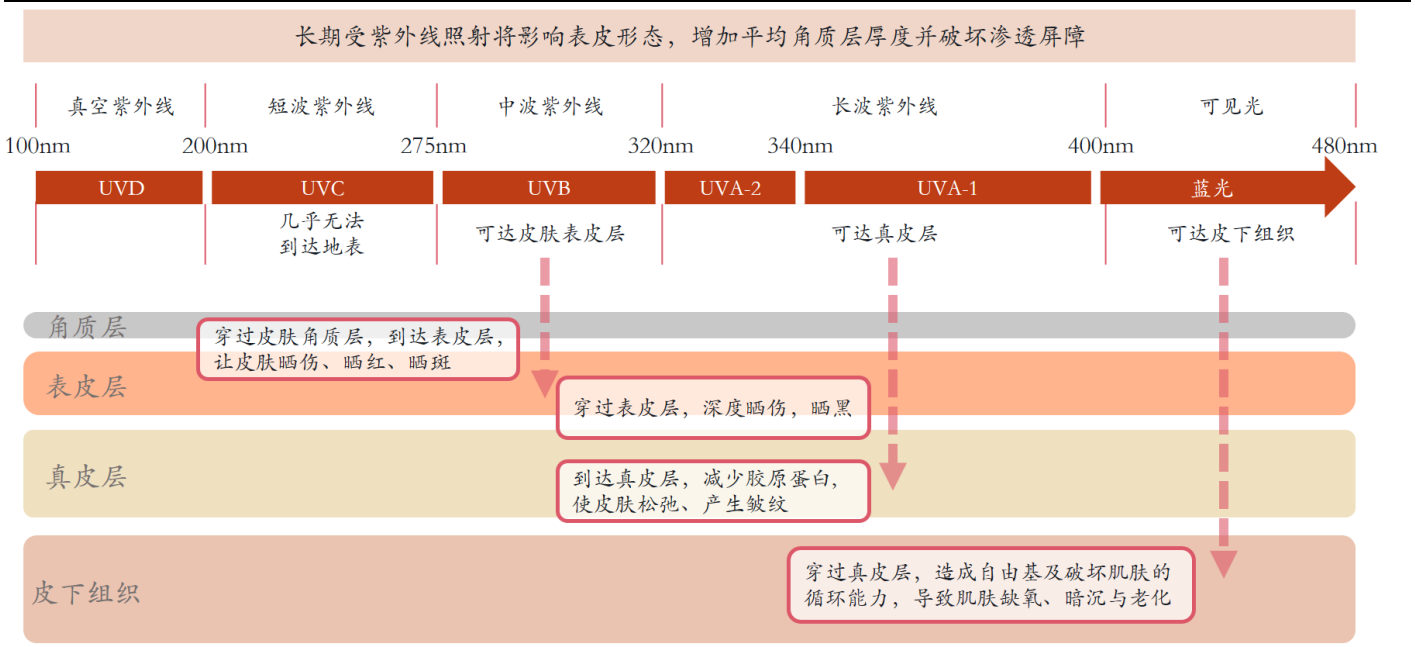 长期受紫外线照射将影响表皮形态，增加平均角质层厚度并破坏渗透屏障
真空紫外线
短波紫外线
中波紫外线
长波紫外线
可见光
100nm
200nm
275nm
320nm
340nm
400nm
480nm
UVD
UVC
UVB
UVA-2
UVA-1
蓝光
几乎无法
到达地表
可达皮肤表皮层
可达真皮层
可达皮下组织
角质层
穿过皮肤角质层，到达表皮层，
让皮肤晒伤、晒红、晒斑
表皮层
穿过表皮层，深度晒伤，晒黑
真皮层
到达真皮层，减少胶原蛋白，
使皮肤松弛、产生皱纹
皮下组织
穿过真皮层，造成自由基及破坏肌肤的
循环能力，导致肌肤缺氧、暗沉与老化